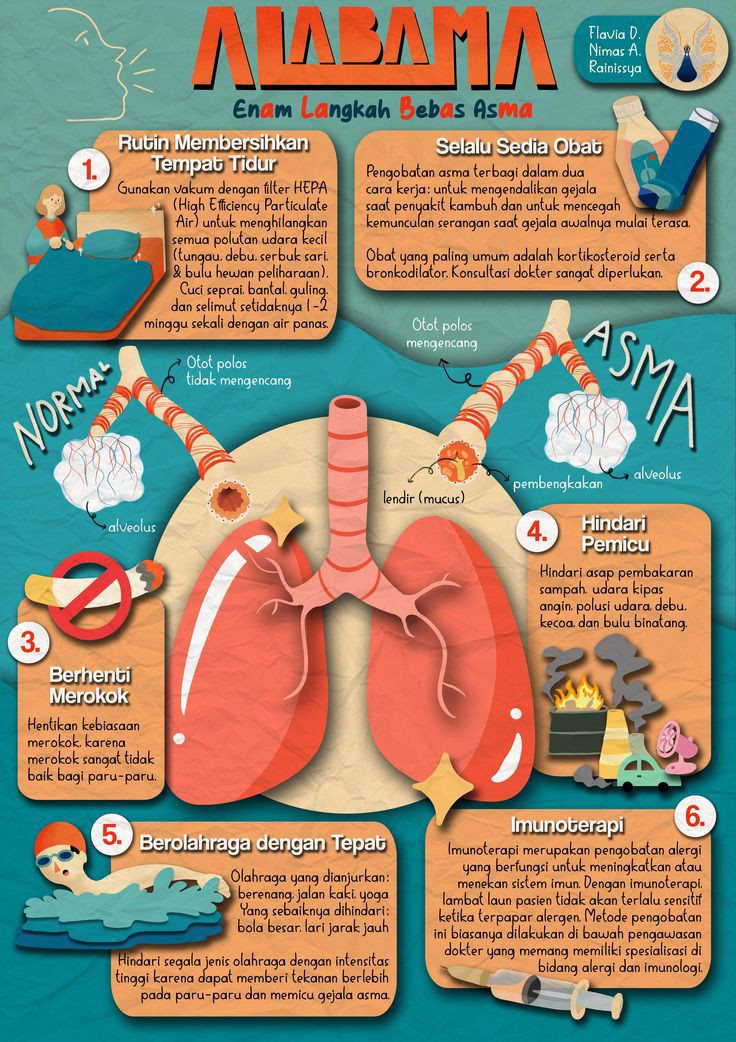 ALABAMA
Enam Langkah Bebas Asma
Flavia D.
Nimas A.
Rainissya
1.
Rutin Membersihkan
Tempat Tidur
Gunakan vakum dengan filter HEPA
(High Efficiency Particulate
Air) untuk menghilangkan
semua polutan udara kecil
(tungau, debu, serbuk sari,
& bulu hewan peliharaan).
Cuci seprai, bantal, guling,
dan selimut setidaknya 1-2
minggu sekali dengan air panas.
Selalu Sedia Obat
Pengobatan asma terbagi dalam dua
cara kerja: untuk mengendalikan gejala
saat penyakit kambuh dan untuk mencegah
kemunculan serangan saat gejala awalnya mulai terasa.
Obat yang paling umum adalah kortikosteroid serta
bronkodilator. Konsultasi dokter sangat diperlukan.
2.
NORMAL
Otot polos
tidak mengencang
alveolus
Otot polos
mengencang
ASMA
lendir (mucus)
pembengkakan
alveolus
3.
Berhenti
Merokok
Hentikan kebiasaan
merokok, karena
merokok sangat tidak
baik bagi paru-paru.
4.
Hindari
Pemicu
Hindari asap pembakaran
sampah, udara kipas
angin, polusi udara, debu,
kecoa, dan bulu binatang.
5.
Berolahraga dengan Tepat
Olahraga yang dianjurkan:
berenang, jalan kaki, yoga
Yang sebaiknya dihindari:
bola besar, lari jarak jauh
Hindari segala jenis olahraga dengan intensitas
tinggi karena dapat memberi tekanan berlebih
pada paru-paru dan memicu gejala asma.
6.
Imunoterapi
Imunoterapi merupakan pengobatan alergi
yang berfungsi untuk meningkatkan atau
menekan sistem imun. Dengan imunoterapi,
lambat laun pasien tidak akan terlalu sensitif
ketika terpapar alergen. Metode pengobatan
ini biasanya dilakukan di bawah pengawasan
dokter yang memang memiliki spesialisasi di
bidang alergi dan imunologi.